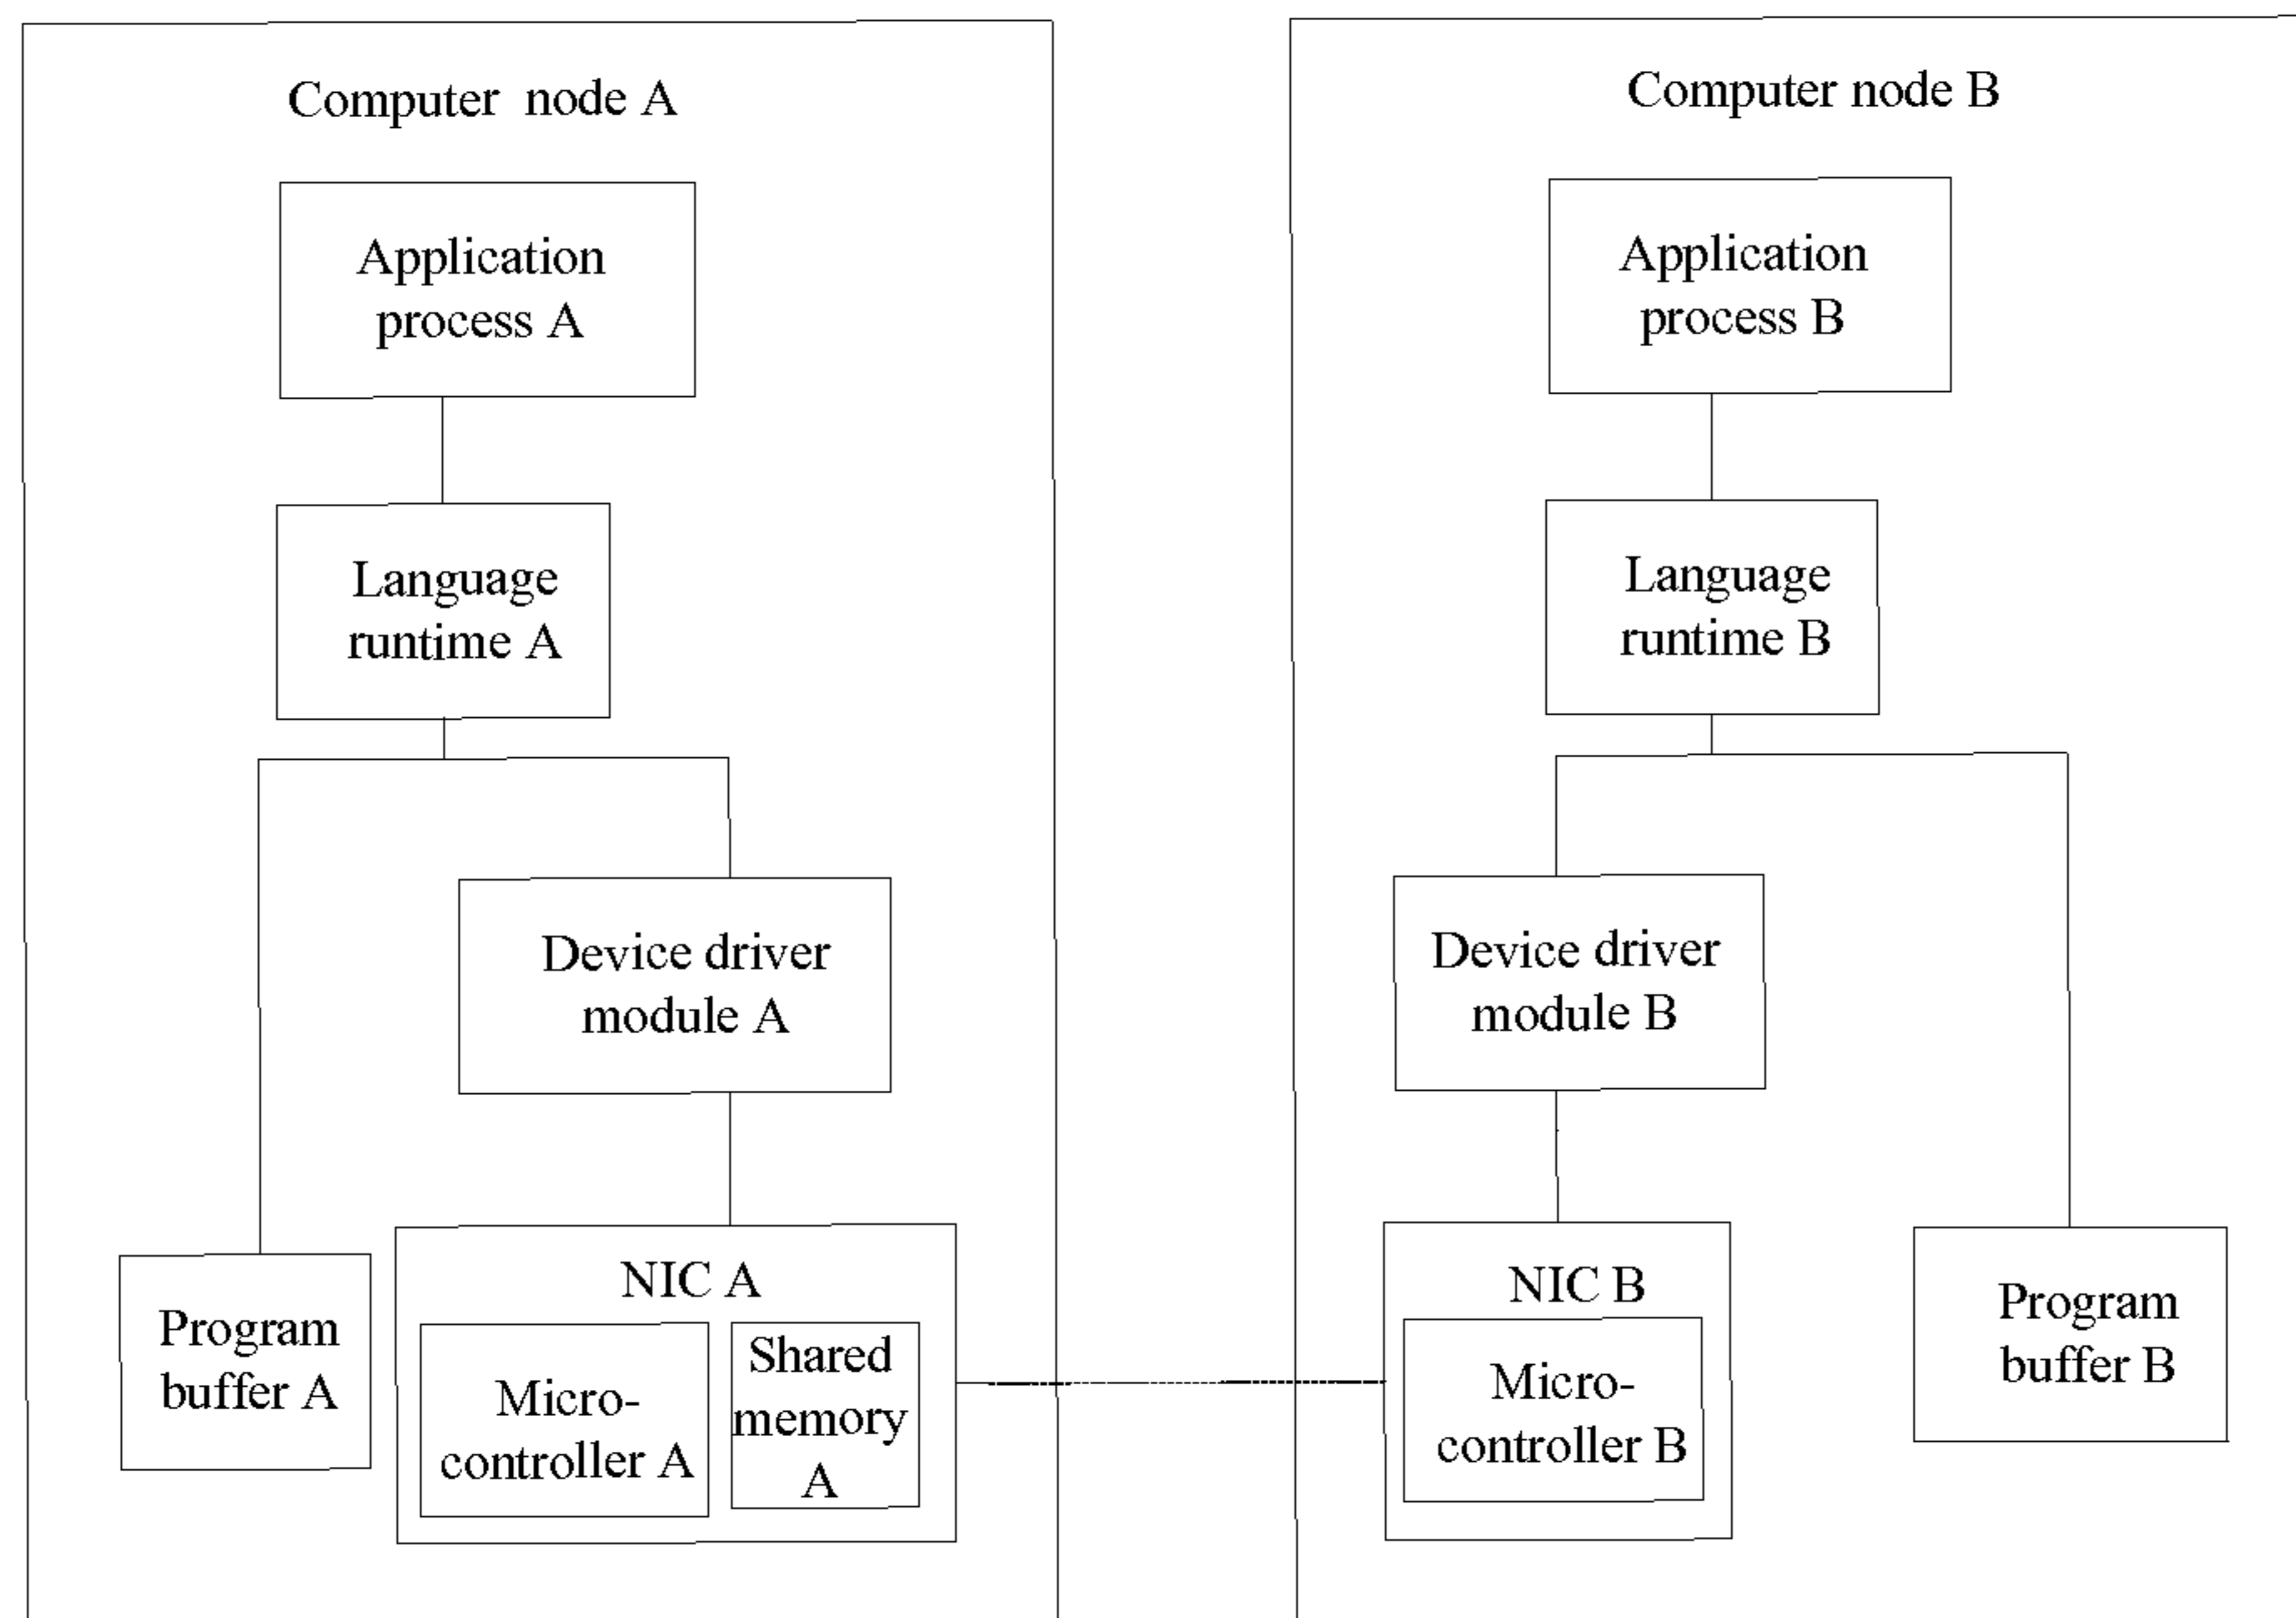 Computer node A
Application
process A
Language
runtime A
Device driver
module A
Program
buffer A
NIC A
Micro-
controller A
Shared
memory
A
Computer node B
Application
process B
Language
runtime B
Device driver
module B
NIC B
Micro-
controller B
Program
buffer B